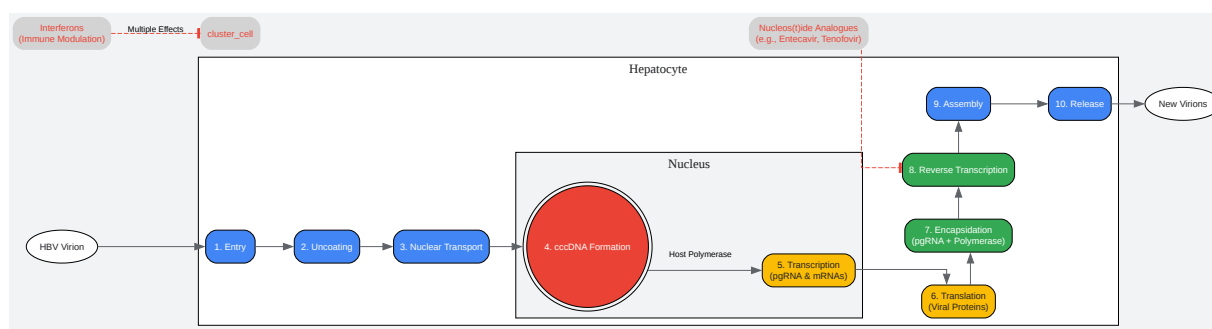 Interferons
(Immune Modulation)
Multiple Effects
cluster_cell
Nucleos(t)ide Analogues
(e.g., Entecavir, Tenofovir)
Hepatocyte
9. Assembly
10. Release
New Virions
Nucleus
8. Reverse Transcription
HBV Virion
1. Entry
2. Uncoating
3. Nuclear Transport
4. cccDNA Formation
Host Polymerase
5. Transcription
(pgRNA & mRNAs)
7. Encapsidation
(pgRNA + Polymerase)
6. Translation
(Viral Proteins)